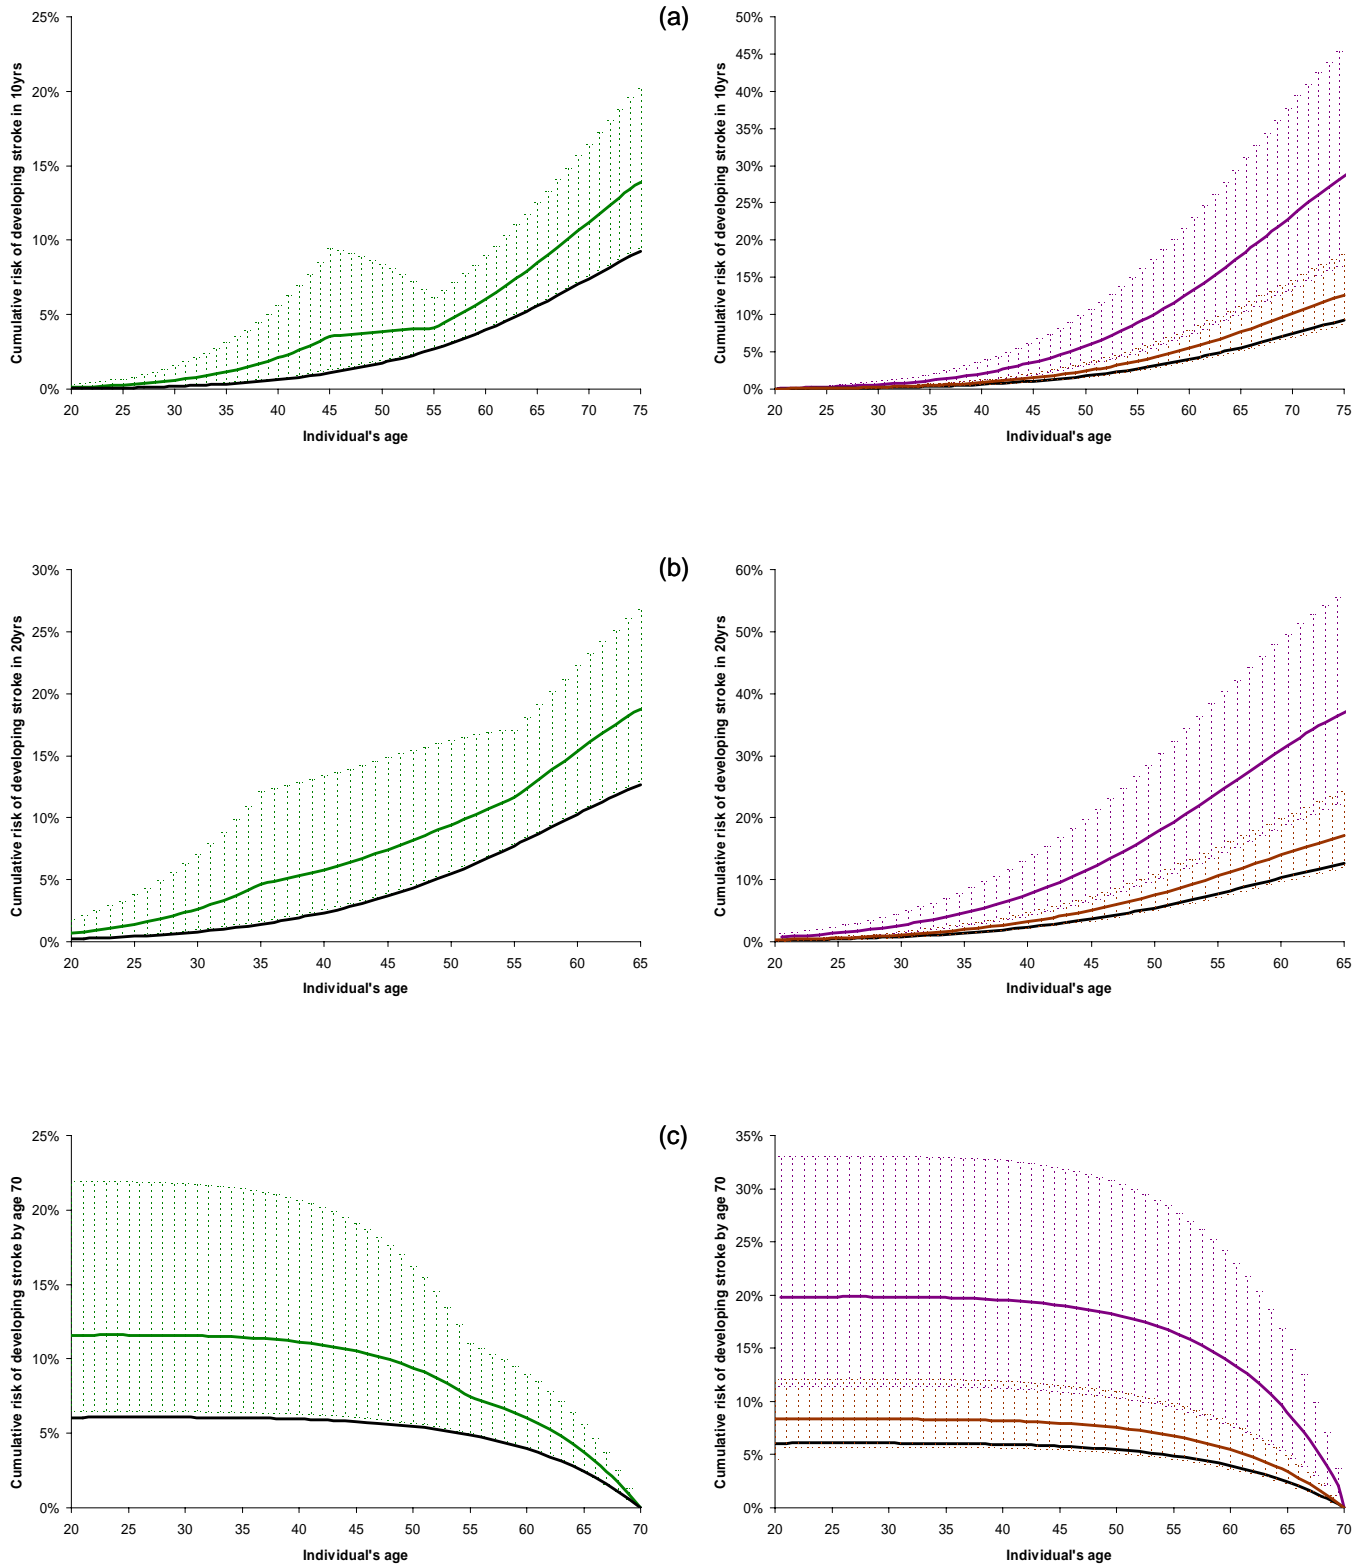 (a)
Cumulative risk of developing stroke in 10yrs
25%
20%
15%
10%
5%
0%
20 25 30 35 40 45 50 55 60 65 70 75
Individual's age
Cumulative risk of developing stroke in 10yrs
50%
45%
40%
35%
30%
25%
20%
15%
10%
5%
0%
20 25 30 35 40 45 50 55 60 65 70 75
Individual's age
(b)
Cumulative risk of developing stroke in 20yrs
30%
25%
20%
15%
10%
5%
0%
20 25 30 35 40 45 50 55 60 65
Individual's age
Cumulative risk of developing stroke in 20yrs
60%
50%
40%
30%
20%
10%
0%
20 25 30 35 40 45 50 55 60 65
Individual's age
(c)
Cumulative risk of developing stroke by age 70
25%
20%
15%
10%
5%
0%
20 25 30 35 40 45 50 55 60 65 70
Individual's age
Cumulative risk of developing stroke by age 70
35%
30%
25%
20%
15%
10%
5%
0%
20 25 30 35 40 45 50 55 60 65 70
Individual's age